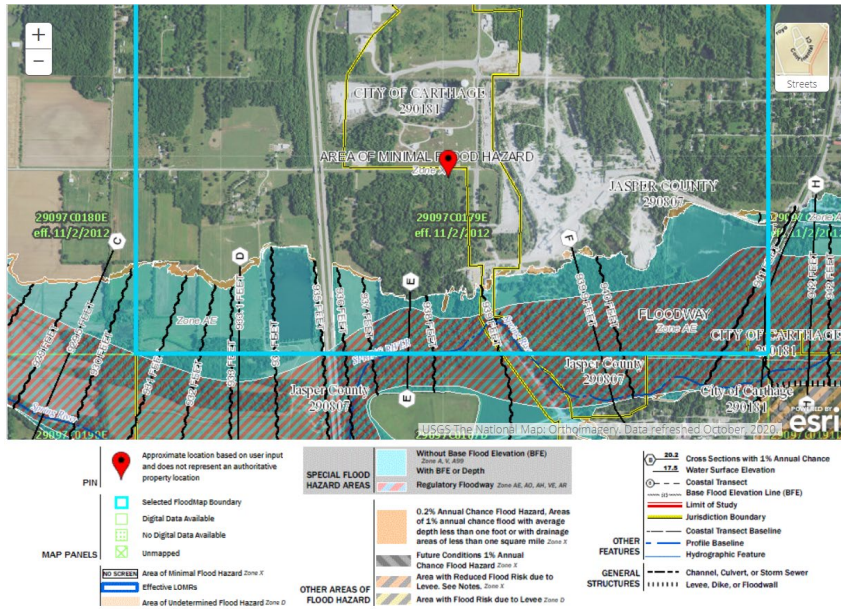 +
−
Streets
CITY OF CARTHAGE
290181
AREA OF MINIMAL FLOOD HAZARD
Zone X
JASPER COUNTY
290807
29097C0180E
eff. 11/2/2012
29097C0179E
eff. 11/2/2012
H
C
D
F
E
Zone AE
FLOODWAY
Zone AE
CITY OF CARTHAGE
290181
Jasper County
290807
Jasper County
290807
City of Carthage
290181
E
H
Spring River
POWERED BY
esri
USGS The National Map: Orthoimagery. Data refreshed October, 2020.
PIN
Approximate location based on user input
and does not represent an authoritative
property location
MAP PANELS
Selected FloodMap Boundary
Digital Data Available
No Digital Data Available
Unmapped
NO SCREEN Area of Minimal Flood Hazard Zone X
Effective LOMRs
Area of Undetermined Flood Hazard Zone D
SPECIAL FLOOD
HAZARD AREAS
Without Base Flood Elevation (BFE)
Zone A, V, A99
With BFE or Depth
Regulatory Floodway Zone AE, AO, AH, VE, AR
OTHER AREAS OF
FLOOD HAZARD
0.2% Annual Chance Flood Hazard, Areas
of 1% annual chance flood with average
depth less than one foot or with drainage
areas of less than one square mile Zone X
Future Conditions 1% Annual
Chance Flood Hazard Zone X
Area with Reduced Flood Risk due to
Levee. See Notes. Zone X
Area with Flood Risk due to Levee Zone D
OTHER
FEATURES
B 20.2 Cross Sections with 1% Annual Chance
17.5 Water Surface Elevation
Coastal Transect
Base Flood Elevation Line (BFE)
Limit of Study
Jurisdiction Boundary
Coastal Transect Baseline
Profile Baseline
Hydrographic Feature
GENERAL
STRUCTURES
Channel, Culvert, or Storm Sewer
Levee, Dike, or Floodwall